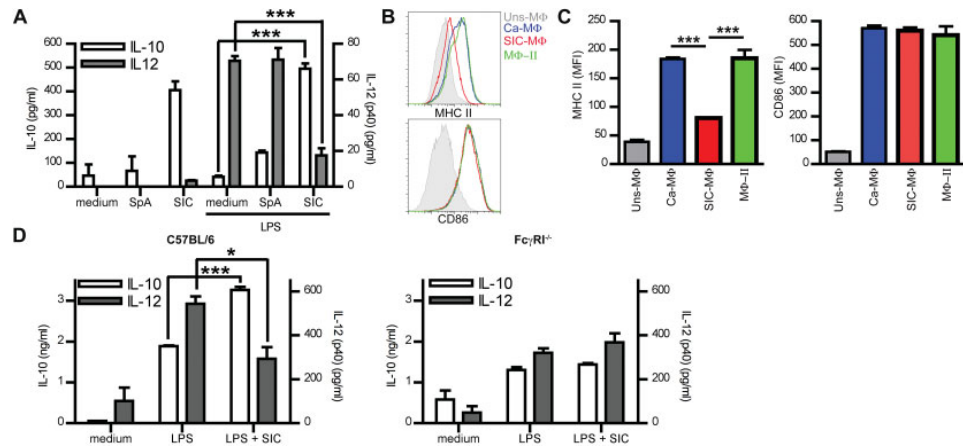 A
IL-10
IL12
IL-10 (pg/ml)
600
500
400
300
200
100
0
***
***
80
60
40
20
0
IL-12 (p40) (pg/ml)
medium SpA SIC medium SpA SIC
LPS
B
Uns-MΦ
Ca-MΦ
SIC-MΦ
MΦ-II
MHC II
CD86
C
MHC II (MFI)
250
200
150
100
50
0
*** ***
Uns-MΦ Ca-MΦ SIC-MΦ MΦ-II
CD86 (MFI)
600
500
400
300
200
100
0
Uns-MΦ Ca-MΦ SIC-MΦ MΦ-II
D
C57BL/6
IL-10
IL-12
IL-10 (ng/ml)
3
2
1
0
*
***
600
400
200
0
IL-12 (p40) (pg/ml)
medium LPS LPS + SIC
FcγRI-/-
IL-10
IL-12
IL-10 (ng/ml)
3
2
1
0
600
400
200
0
IL-12 (p40) (pg/ml)
medium LPS LPS + SIC